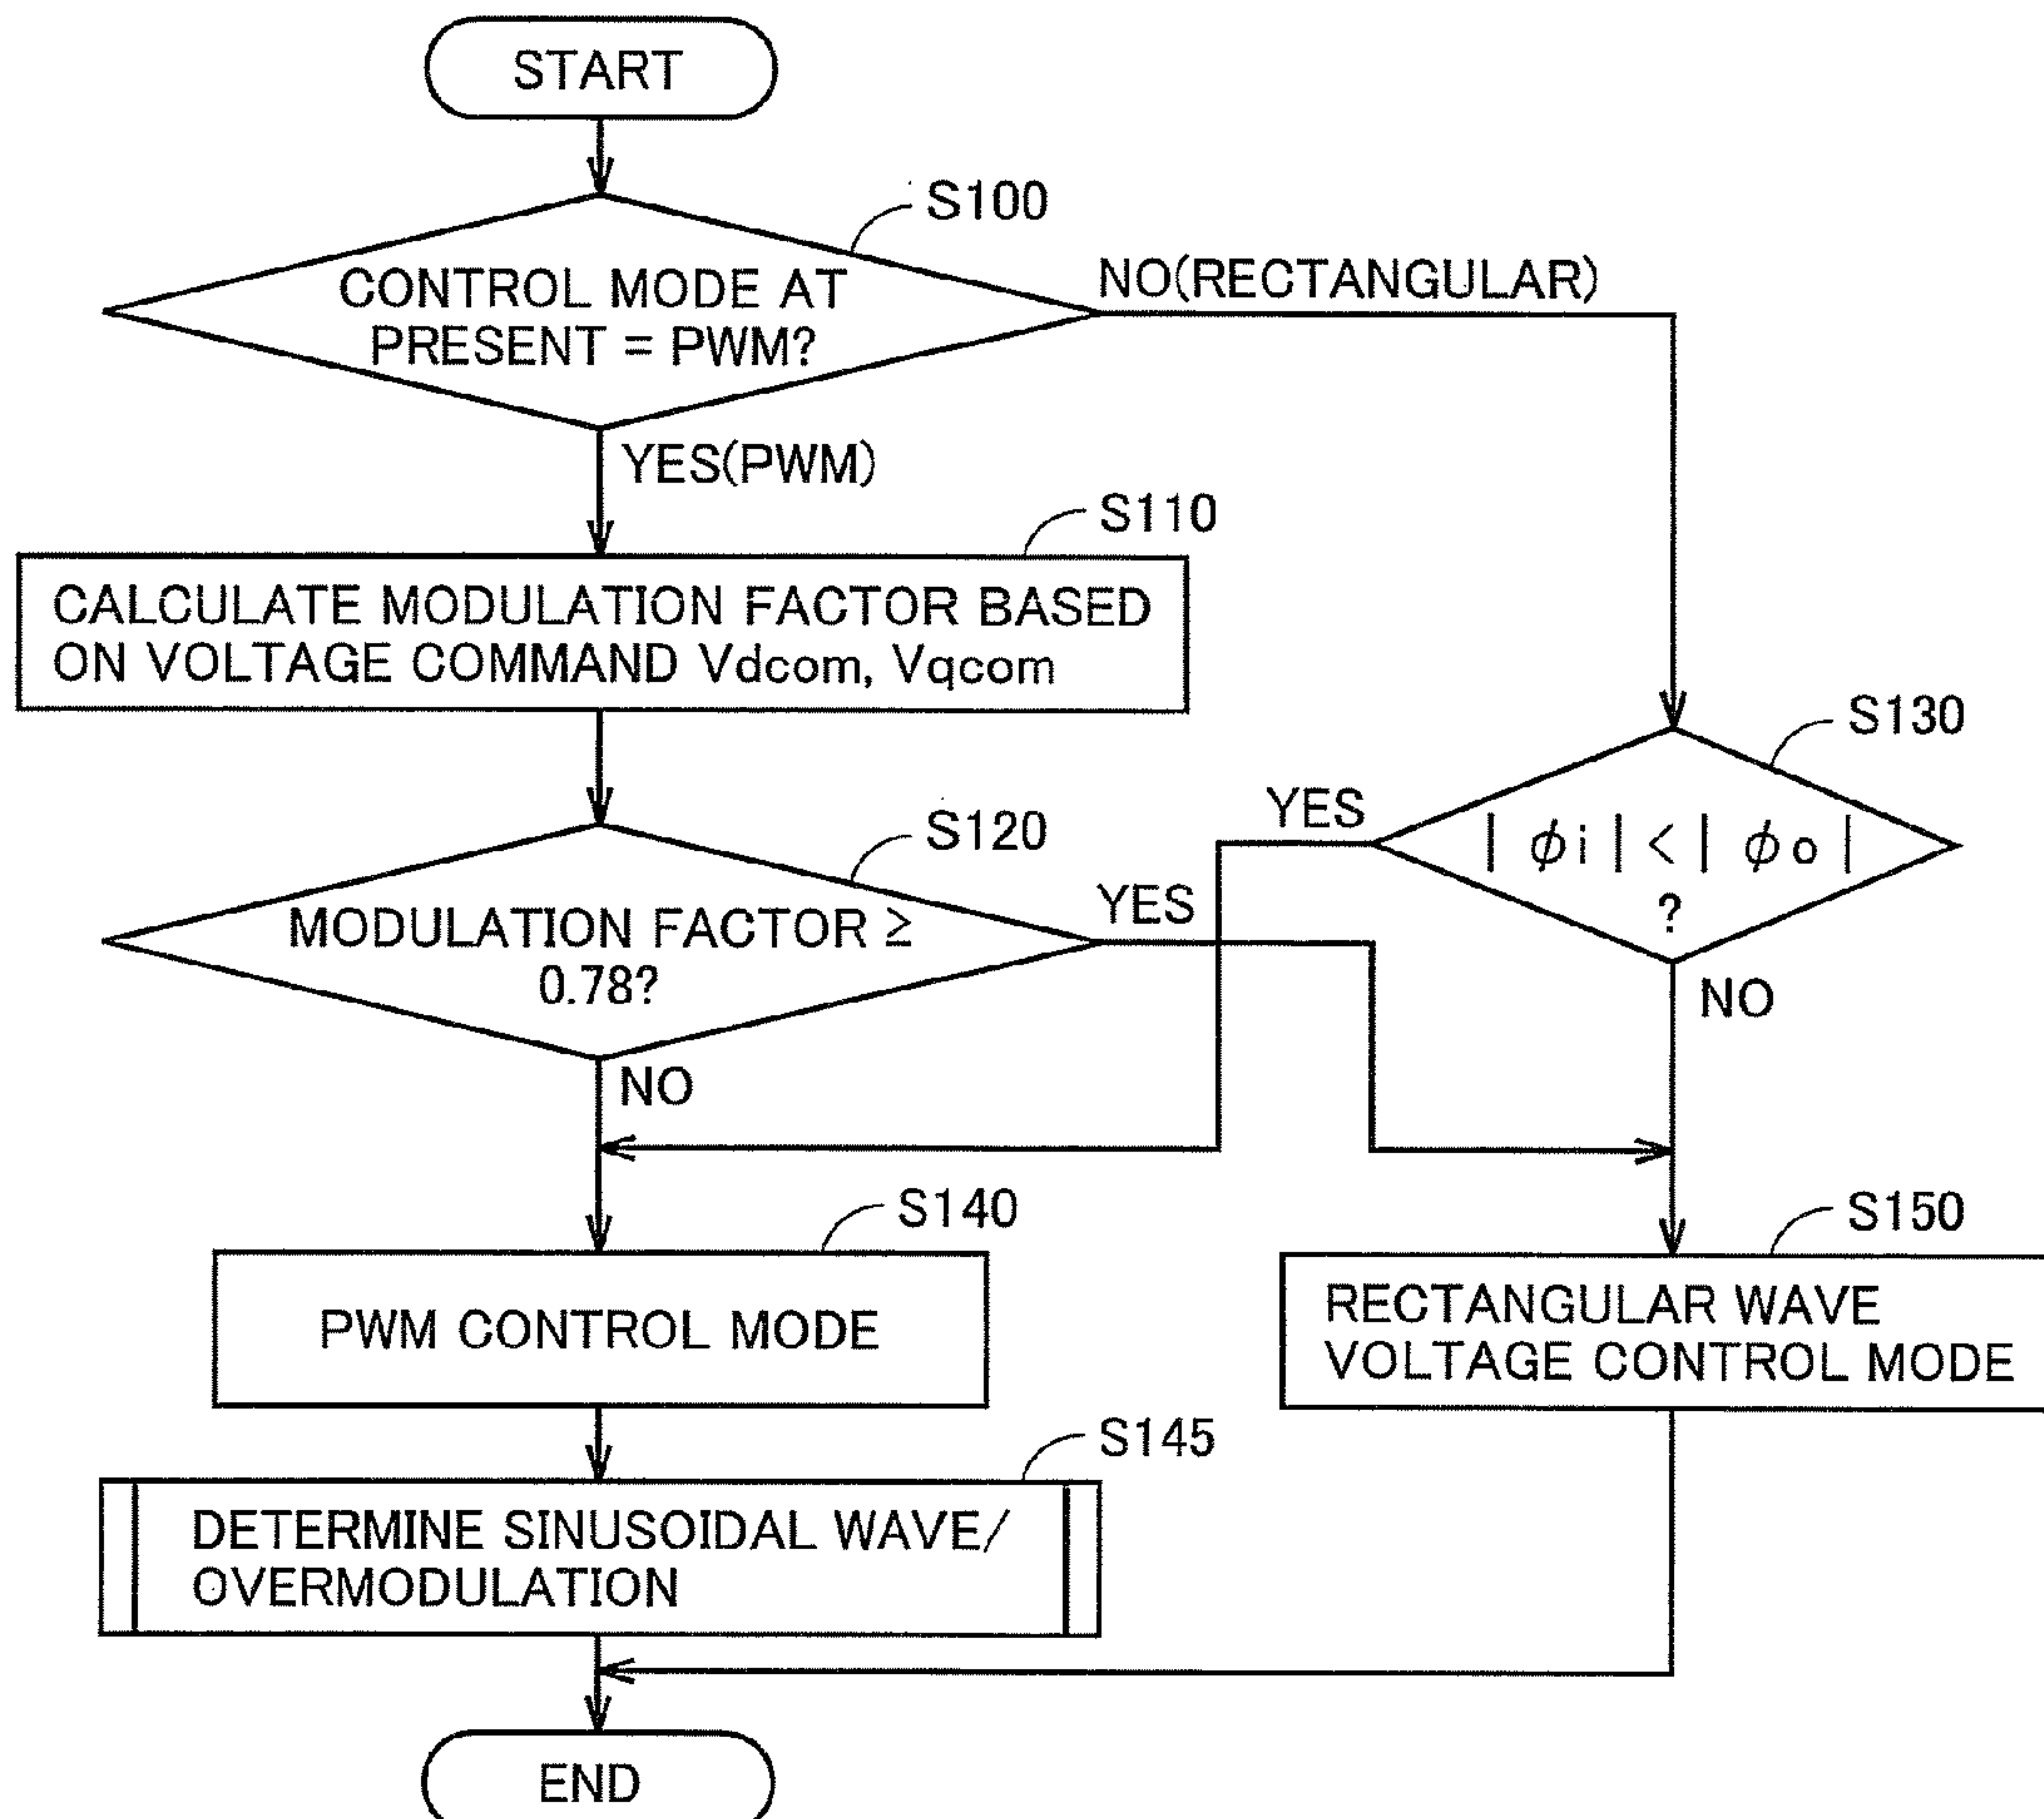 START
S100
CONTROL MODE AT
PRESENT = PWM?
NO(RECTANGULAR)
YES(PWM)
S110
CALCULATE MODULATION FACTOR BASED
ON VOLTAGE COMMAND Vdcom, Vqcom
S130
YES
| ϕi | < | ϕo |
?
NO
S120
YES
MODULATION FACTOR ≥
0.78?
NO
S140
PWM CONTROL MODE
S150
RECTANGULAR WAVE
VOLTAGE CONTROL MODE
S145
DETERMINE SINUSOIDAL WAVE/
OVERMODULATION
END